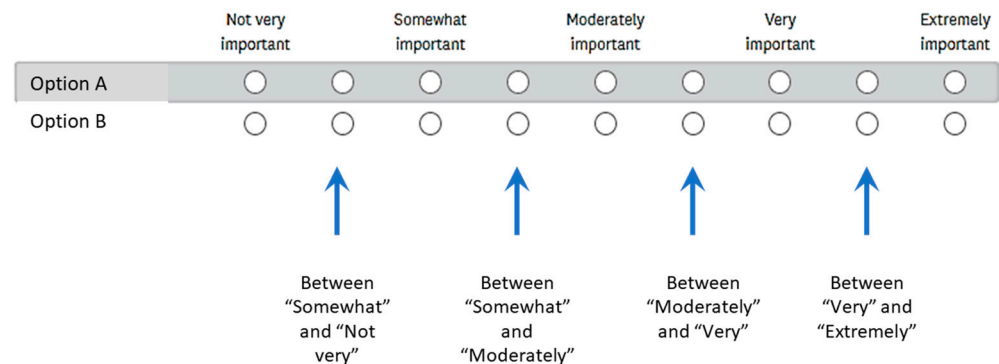 Not very important
Somewhat important
Moderately important
Very important
Extremely important
Option A
Option B
Between
“Somewhat”
and “Not
very”
Between
“Somewhat”
and
“Moderately”
Between
“Moderately”
and “Very”
Between
“Very” and
“Extremely”